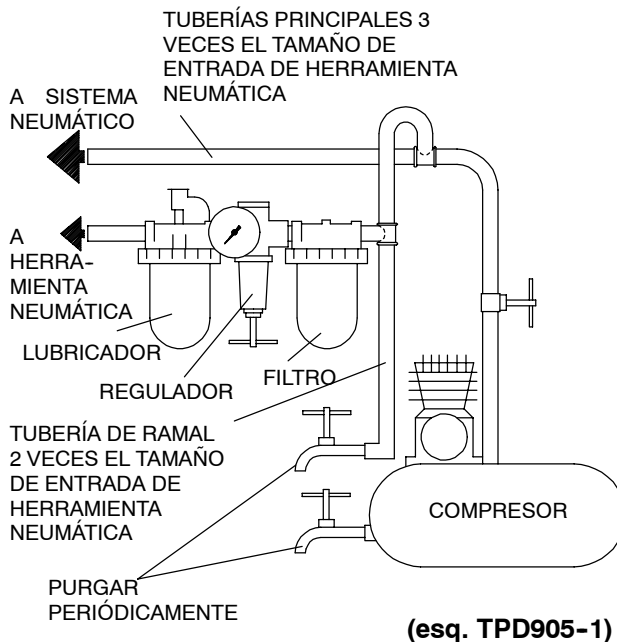 TUBERÍAS PRINCIPALES 3
VECES EL TAMAÑO DE
ENTRADA DE HERRAMIENTA
NEUMÁTICA
A SISTEMA
NEUMÁTICO
A
HERRA-
MIENTA
NEUMÁTICA
LUBRICADOR
REGULADOR
FILTRO
TUBERÍA DE RAMAL
2 VECES EL TAMAÑO
DE ENTRADA DE
HERRAMIENTA
NEUMÁTICA
COMPRESOR
PURGAR
PERIÓDICAMENTE
(esq. TPD905-1)